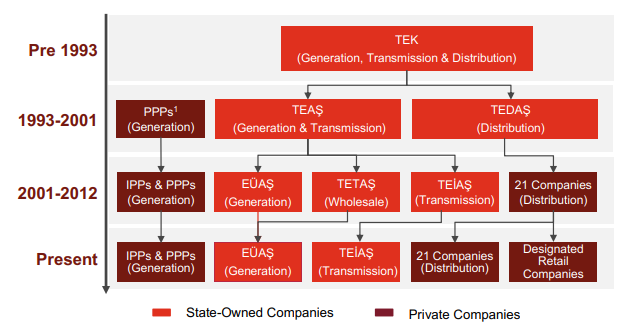 Pre 1993
TEK
(Generation, Transmission & Distribution)
1993-2001
PPPs¹
(Generation)
TEAŞ
(Generation & Transmission)
TEDAŞ
(Distribution)
2001-2012
IPPs & PPPs
(Generation)
EÜAŞ
(Generation)
TETAŞ
(Wholesale)
TEİAŞ
(Transmission)
21 Companies
(Distribution)
Present
IPPs & PPPs
(Generation)
EÜAŞ
(Generation)
TEİAŞ
(Transmission)
21 Companies
(Distribution)
Designated
Retail
Companies
State-Owned Companies
Private Companies